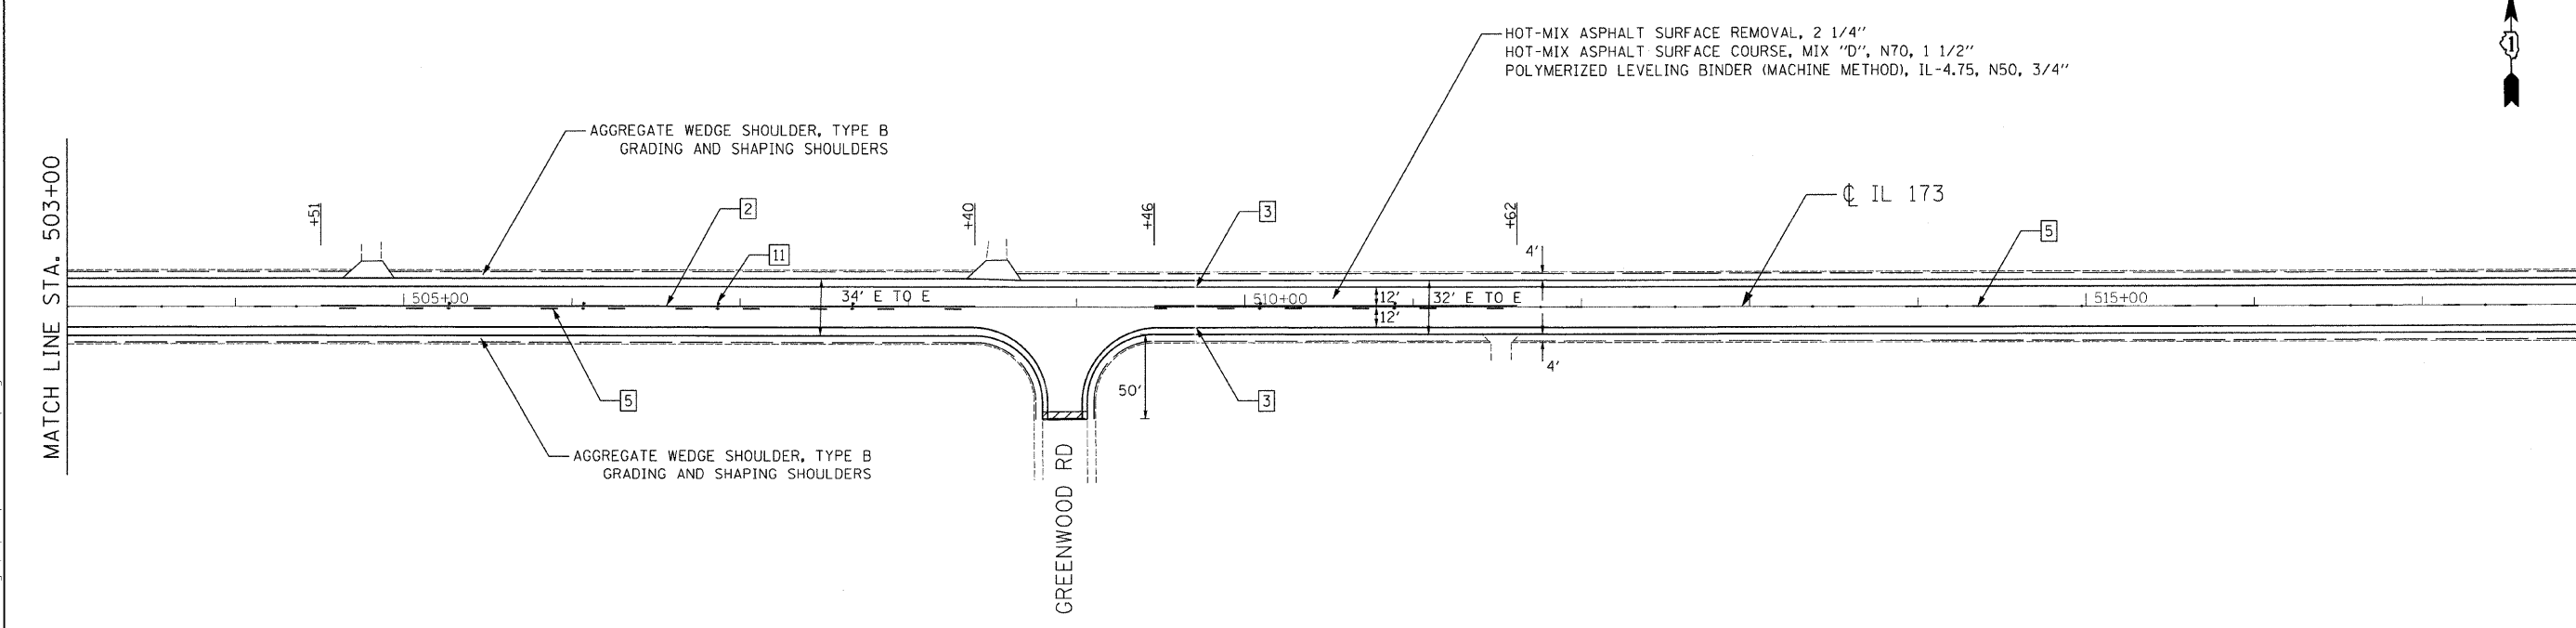 HOT-MIX ASPHALT SURFACE REMOVAL, 2 1/4"
HOT-MIX ASPHALT SURFACE COURSE, MIX "D", N70, 1 1/2"
POLYMERIZED LEVELING BINDER (MACHINE METHOD), IL-4.75, N50, 3/4"
1
AGGREGATE WEDGE SHOULDER, TYPE B
GRADING AND SHAPING SHOULDERS
MATCH LINE STA. 503+00
+51
2
11
+40
+46
3
+62
℄ IL 173
5
4'
505+00
34' E TO E
510+00
12'
32' E TO E
12'
515+00
4'
5
50'
3
AGGREGATE WEDGE SHOULDER, TYPE B
GRADING AND SHAPING SHOULDERS
GREENWOOD RD